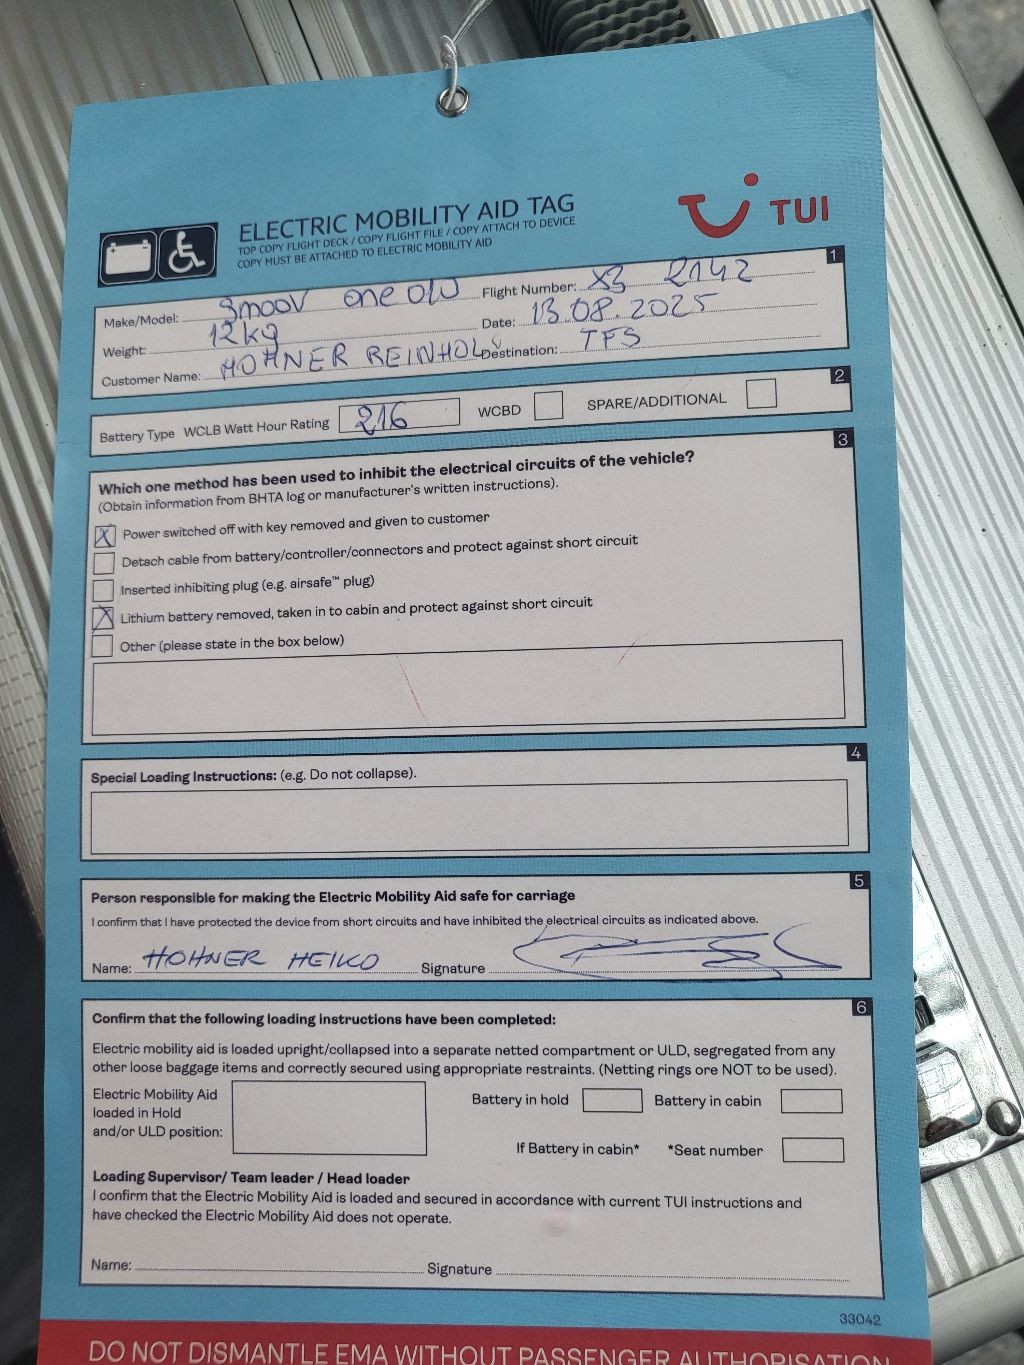 ELECTRIC MOBILITY AID TAG
TOP COPY FLIGHT DECK / COPY FLIGHT FILE / COPY ATTACH TO DEVICE
COPY MUST BE ATTACHED TO ELECTRIC MOBILITY AID
TUI
1
Make/Model: Smoov one O10 Flight Number: X3 2142
Weight: 12kg Date: 13.08.2025
Customer Name: HOHNER REINHOLD Destination: TFS
2
Battery Type WCLB Watt Hour Rating 216 WCBD SPARE/ADDITIONAL
3
Which one method has been used to inhibit the electrical circuits of the vehicle?
(Obtain information from BHTA log or manufacturer's written instructions).
X Power switched off with key removed and given to customer
Detach cable from battery/controller/connectors and protect against short circuit
Inserted inhibiting plug (e.g. airsafe™ plug)
X Lithium battery removed, taken in to cabin and protect against short circuit
Other (please state in the box below)
4
Special Loading Instructions: (e.g. Do not collapse).
5
Person responsible for making the Electric Mobility Aid safe for carriage
I confirm that I have protected the device from short circuits and have inhibited the electrical circuits as indicated above.
Name: HOHNER HEIKO Signature
6
Confirm that the following loading instructions have been completed:
Electric mobility aid is loaded upright/collapsed into a separate netted compartment or ULD, segregated from any
other loose baggage items and correctly secured using appropriate restraints. (Netting rings ore NOT to be used).
Electric Mobility Aid
loaded in Hold
and/or ULD position:
Battery in hold Battery in cabin
If Battery in cabin* *Seat number
Loading Supervisor/ Team leader / Head loader
I confirm that the Electric Mobility Aid is loaded and secured in accordance with current TUI instructions and
have checked the Electric Mobility Aid does not operate.
Name: Signature
33042
DO NOT DISMANTLE EMA WITHOUT PASSENGER AUTHORISATION